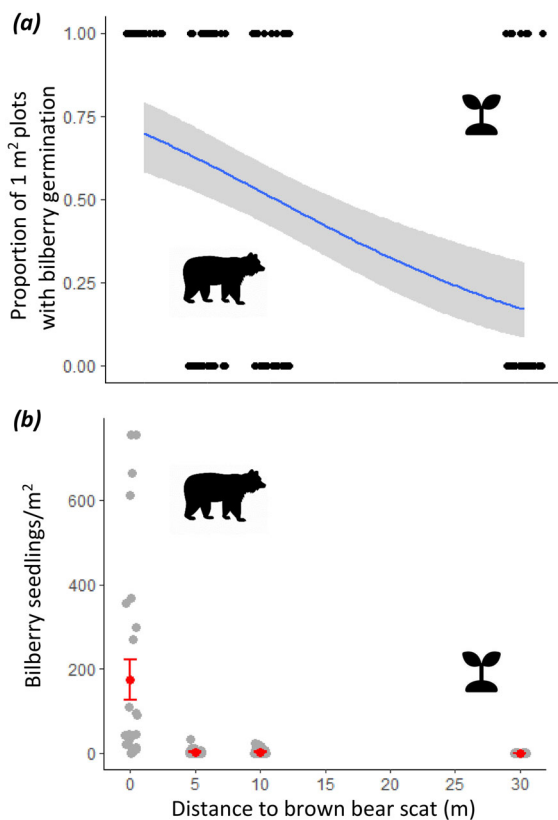 (a)
Proportion of 1 m² plots
with bilberry germination
1.00
0.75
0.50
0.25
0.00
(b)
Bilberry seedlings/m²
600
400
200
0
0 5 10 15 20 25 30
Distance to brown bear scat (m)